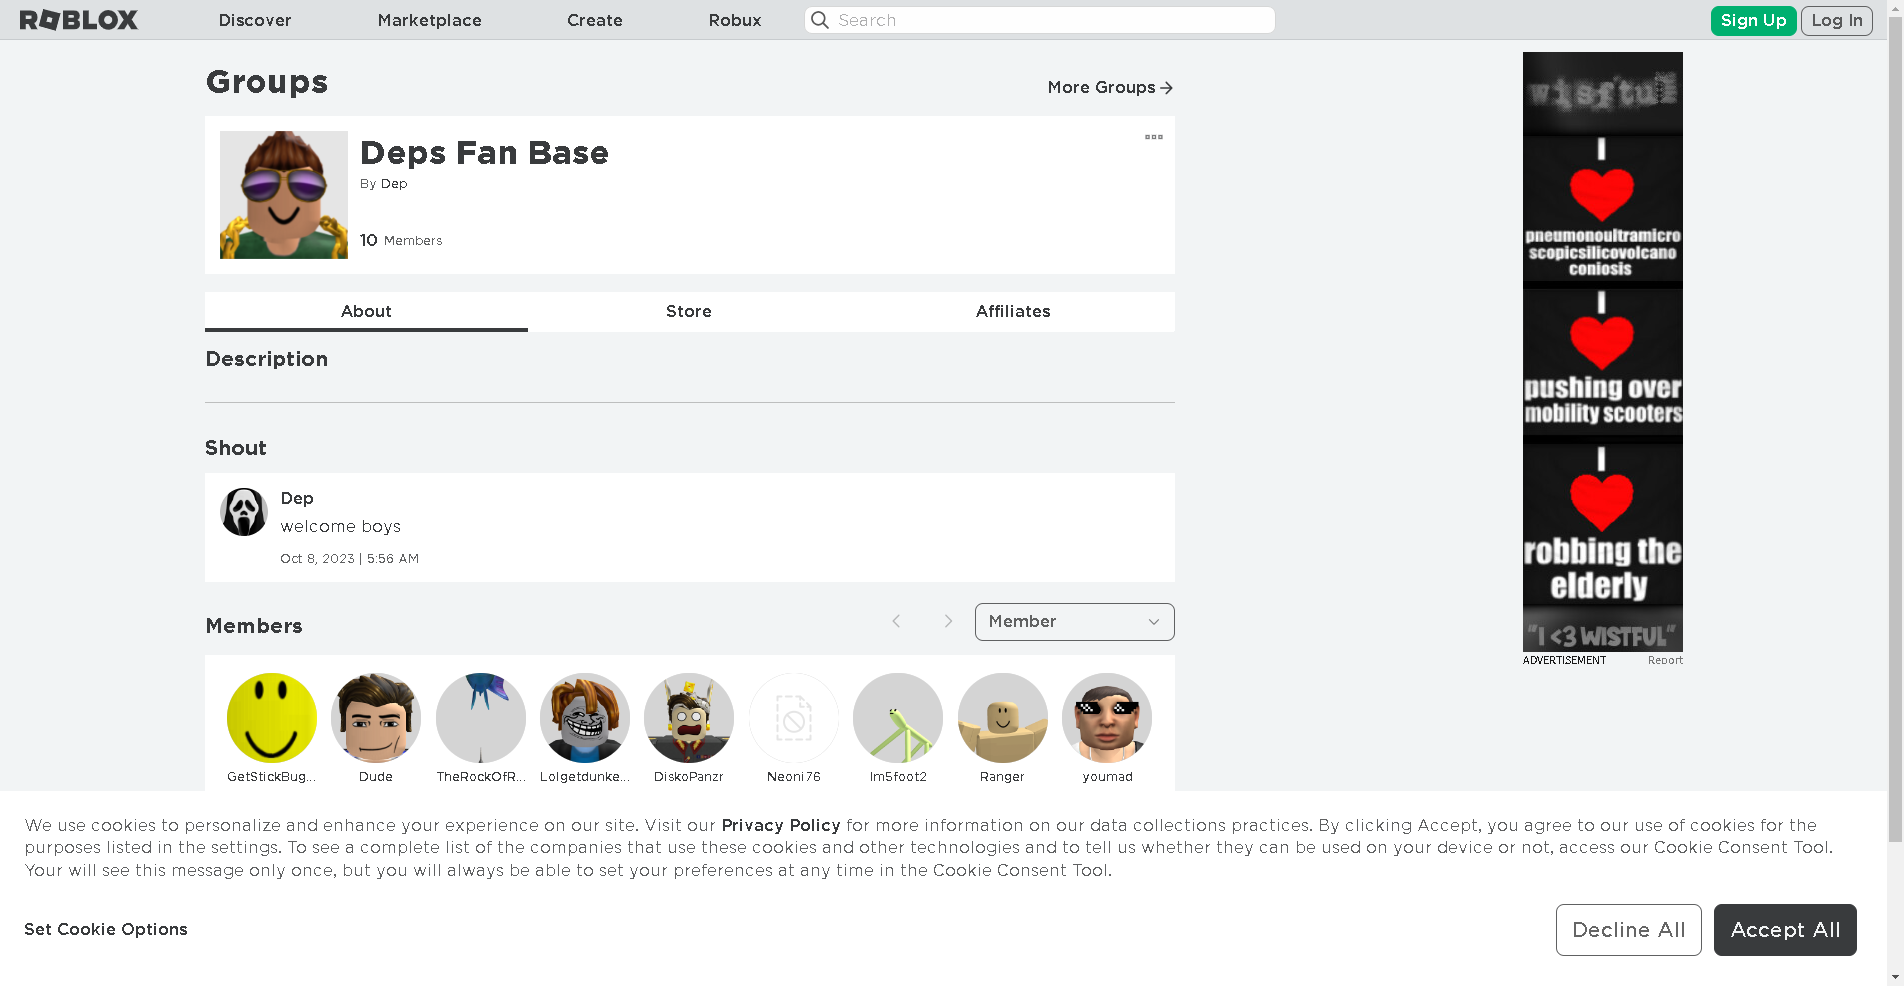 ROBLOX Discover Marketplace Create Robux Search Sign Up Log In
Groups
More Groups
Deps Fan Base
By Dep
10 Members
About Store Affiliates
Description
Shout
Dep
welcome boys
Oct 8, 2023 | 5:56 AM
Members
Member
GetStickBug... Dude TheRockOfR... Lolgetdunke... DiskoPanzr Neoni76 Im5foot2 Ranger youmad
wisftul
I
pneumonoultramicro
scopicsilicovolcano
coniosis
I
pushing over
mobility scooters
I
robbing the
elderly
"I <3 WISTFUL"
ADVERTISEMENT Report
We use cookies to personalize and enhance your experience on our site. Visit our Privacy Policy for more information on our data collections practices. By clicking Accept, you agree to our use of cookies for the
purposes listed in the settings. To see a complete list of the companies that use these cookies and other technologies and to tell us whether they can be used on your device or not, access our Cookie Consent Tool.
Your will see this message only once, but you will always be able to set your preferences at any time in the Cookie Consent Tool.
Set Cookie Options
Decline All
Accept All